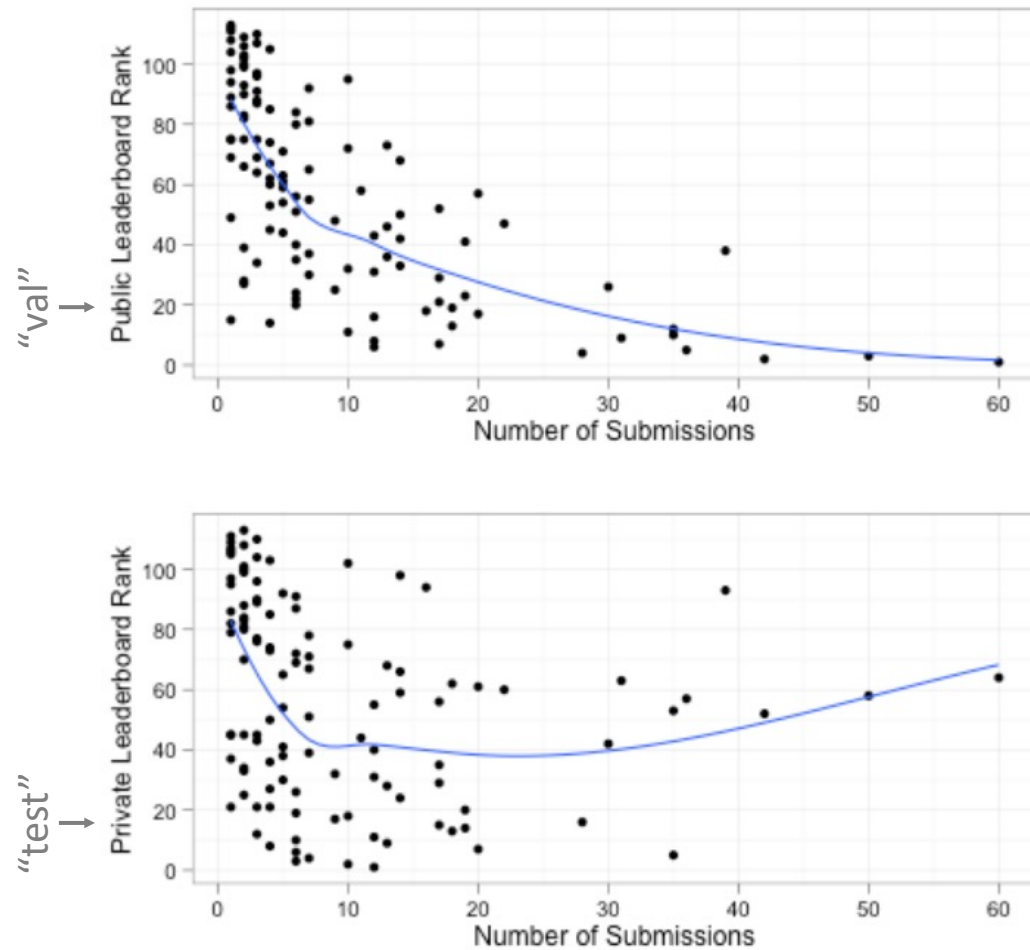 "val" →
Public Leaderboard Rank
100
80
60
40
20
0
0 10 20 30 40 50 60
Number of Submissions
"test" →
Private Leaderboard Rank
100
80
60
40
20
0
0 10 20 30 40 50 60
Number of Submissions